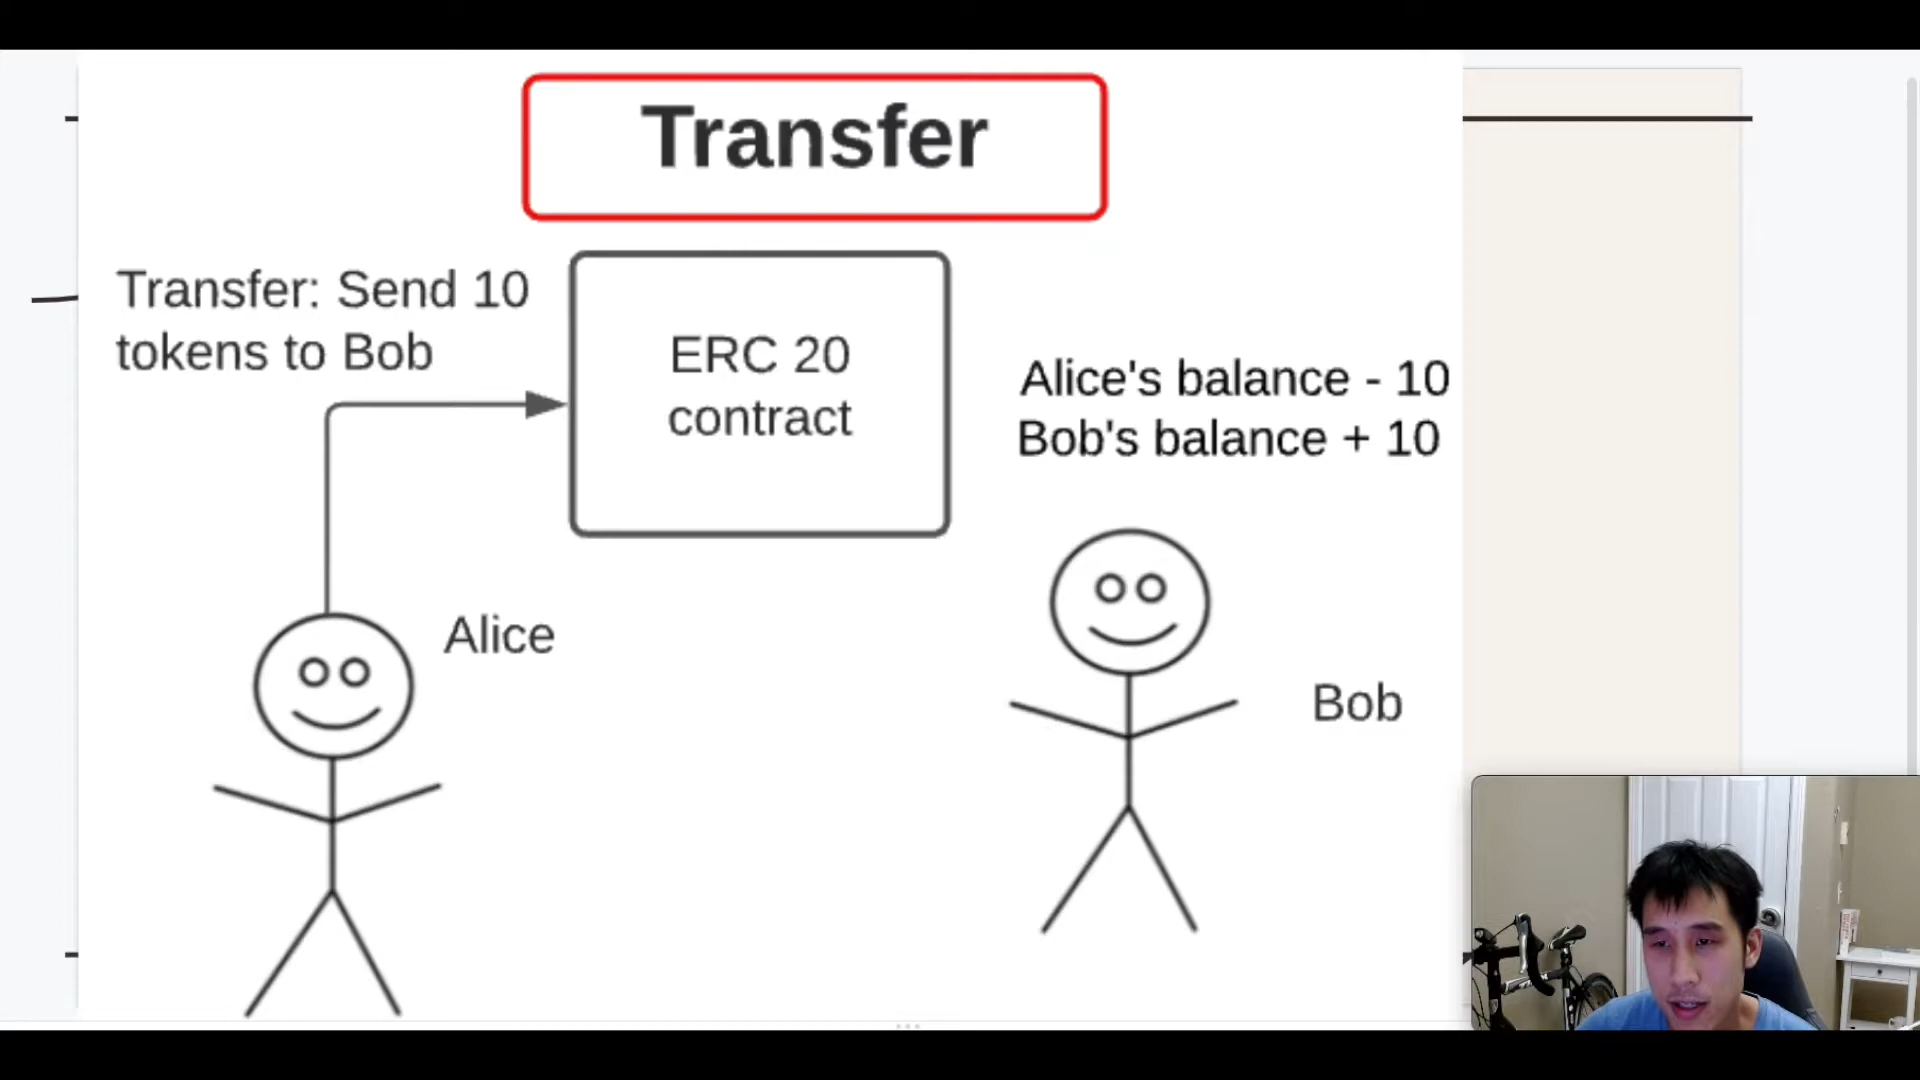 Transfer
Transfer: Send 10
tokens to Bob
ERC 20
contract
Alice's balance - 10
Bob's balance + 10
Alice
Bob